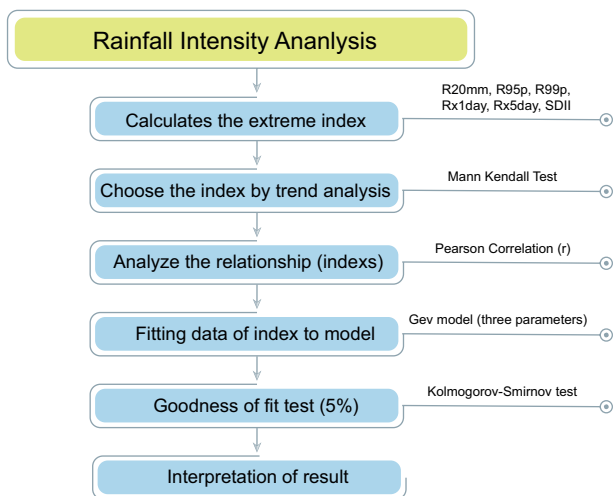 Rainfall Intensity Ananlysis
R20mm, R95p, R99p,
Rx1day, Rx5day, SDII
Calculates the extreme index
Mann Kendall Test
Choose the index by trend analysis
Pearson Correlation (r)
Analyze the relationship (indexs)
Gev model (three parameters)
Fitting data of index to model
Kolmogorov-Smirnov test
Goodness of fit test (5%)
Interpretation of result